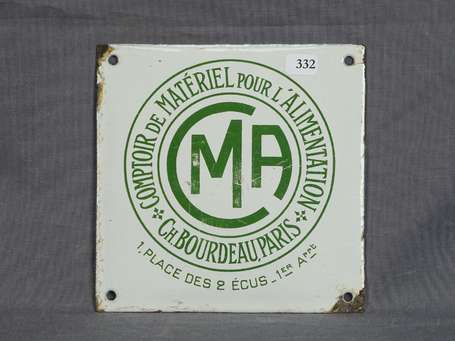 332
COMPTOIR DE MATÉRIEL POUR L'ALIMENTATION
CMA
CH. BOURDEAU, PARIS
1, PLACE DES 2 ÉCUS _ 1ER Arrt